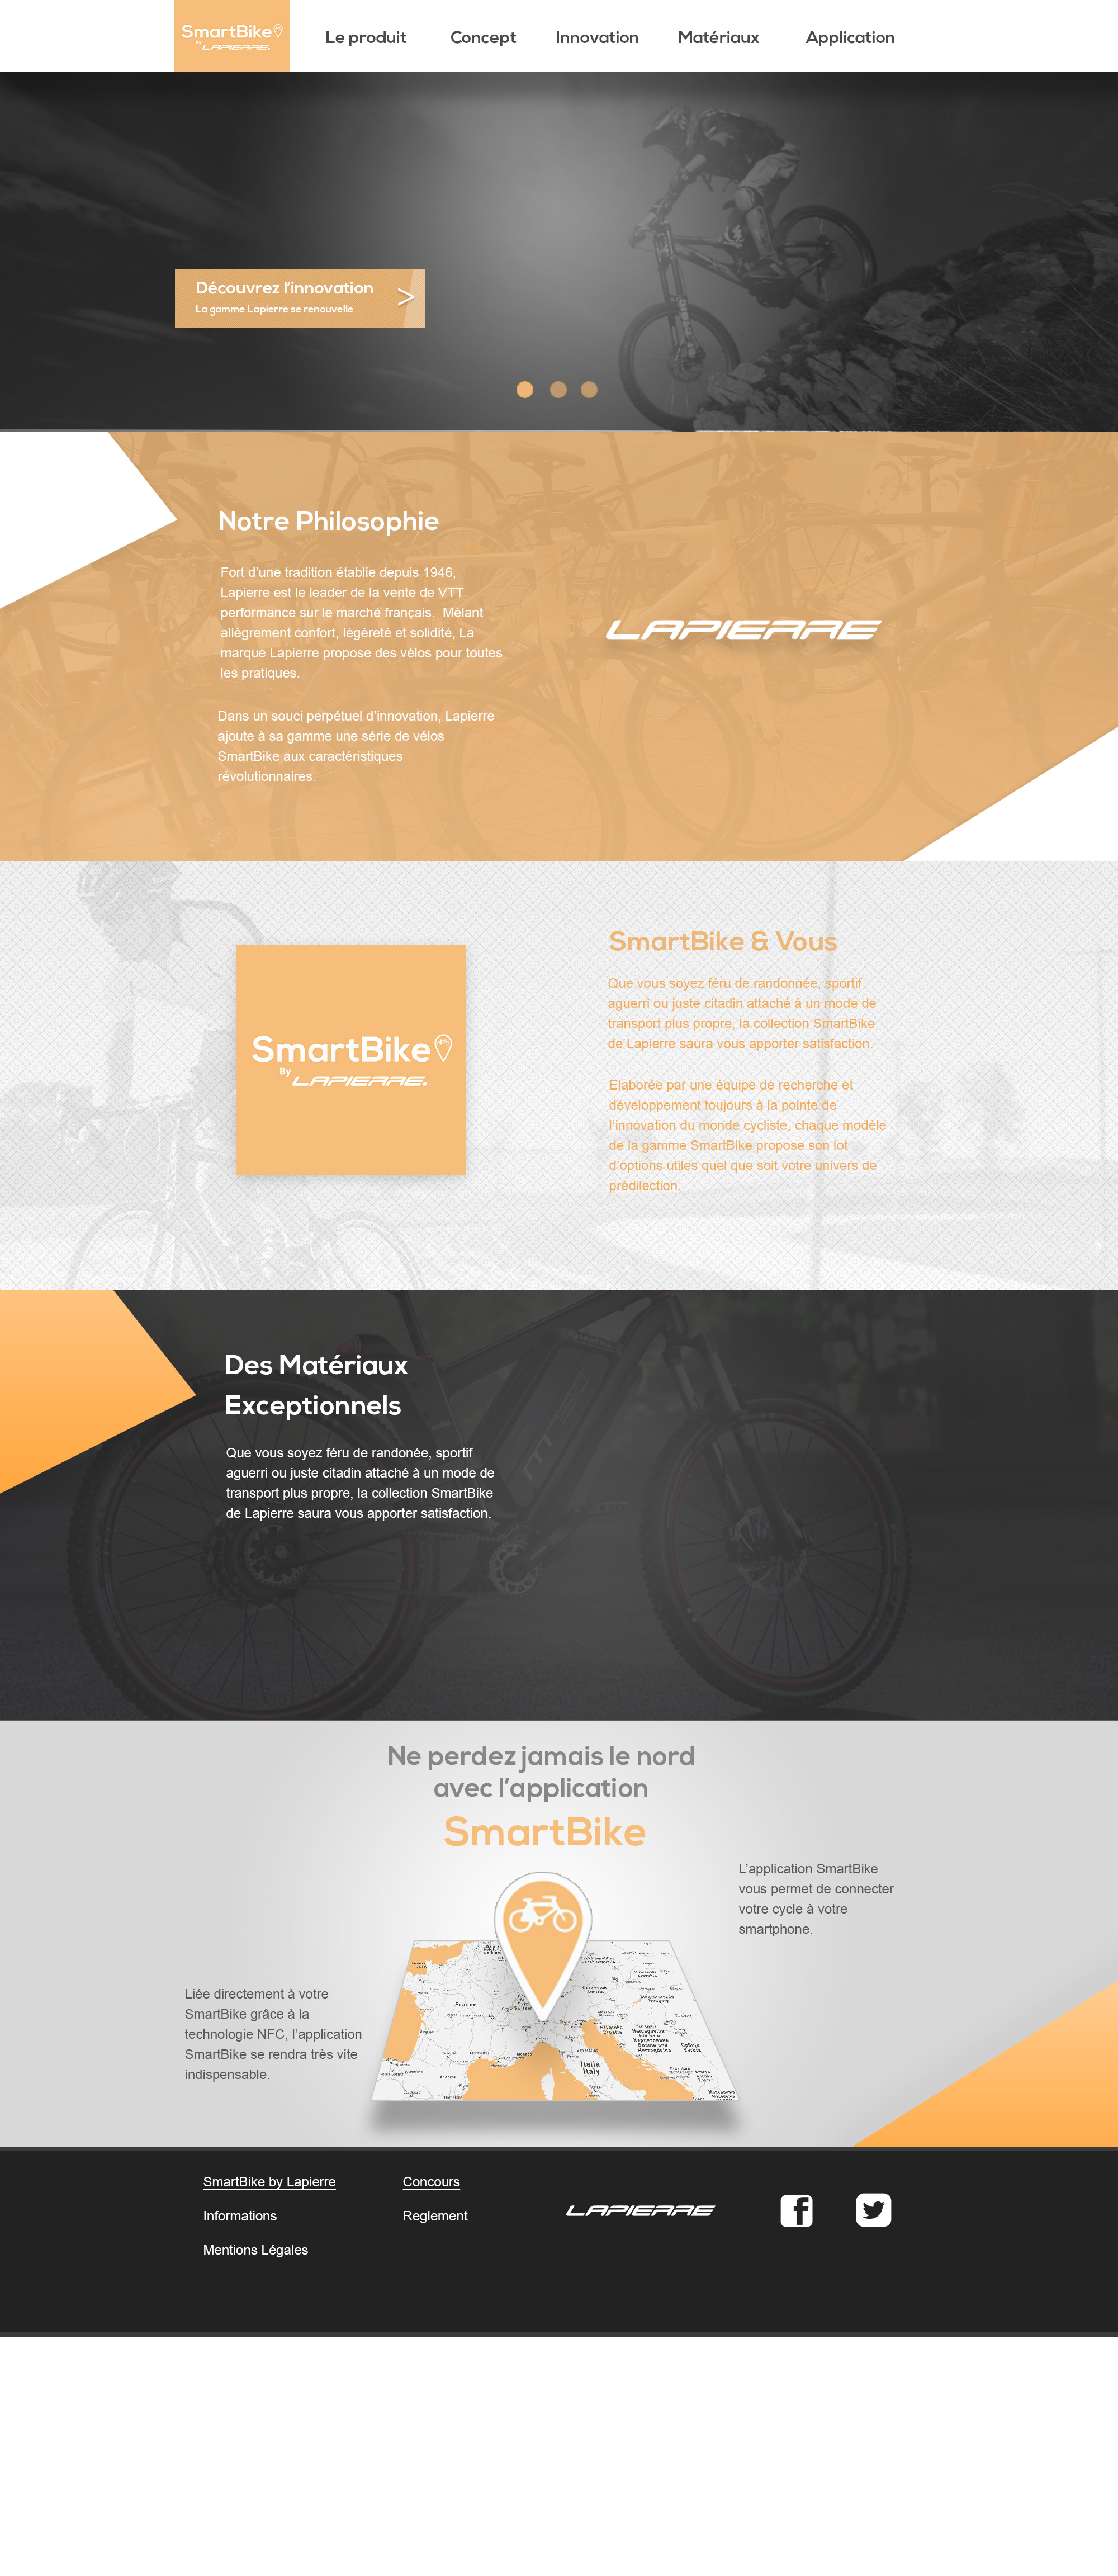 SmartBike
By LAPIERRE.
Le produit
Concept
Innovation
Matériaux
Application
Découvrez l'innovation
La gamme Lapierre se renouvelle
>
Notre Philosophie
Fort d’une tradition établie depuis 1946,
Lapierre est le leader de la vente de VTT
performance sur le marché français.  Mélant
allègrement confort, légèreté et solidité, La
marque Lapierre propose des vélos pour toutes
les pratiques.
Dans un souci perpétuel d’innovation, Lapierre
ajoute à sa gamme une série de vélos
SmartBike aux caractéristiques
révolutionnaires.
LAPIERRE
SmartBike
By LAPIERRE.
SmartBike & Vous
Que vous soyez féru de randonnée, sportif
aguerri ou juste citadin attaché à un mode de
transport plus propre, la collection SmartBike
de Lapierre saura vous apporter satisfaction.
Elaborée par une équipe de recherche et
développement toujours à la pointe de
l’innovation du monde cycliste, chaque modèle
de la gamme SmartBike propose son lot
d’options utiles quel que soit votre univers de
prédilection.
Des Matériaux
Exceptionnels
Que vous soyez féru de randonée, sportif
aguerri ou juste citadin attaché à un mode de
transport plus propre, la collection SmartBike
de Lapierre saura vous apporter satisfaction.
Ne perdez jamais le nord
avec l’application
SmartBike
L’application SmartBike
vous permet de connecter
votre cycle à votre
smartphone.
Liée directement à votre
SmartBike grâce à la
technologie NFC, l’application
SmartBike se rendra très vite
indispensable.
France
Italia
Italy
SmartBike by Lapierre
Informations
Mentions Légales
Concours
Reglement
LAPIERRE